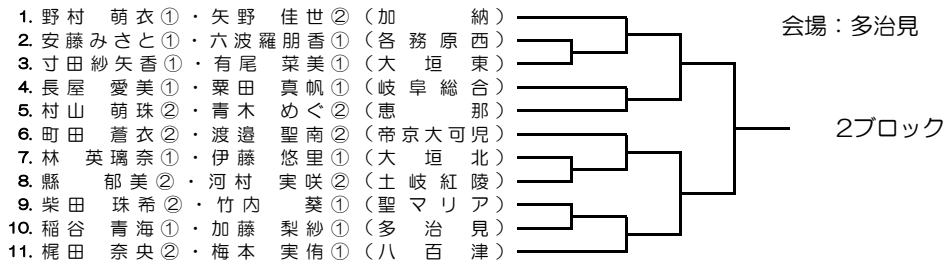 1. 野村 萌衣①・矢野 佳世②（加納）
会場：多治見
2. 安藤みさと①・六波羅朋香①（各務原西）
3. 寸田紗矢香①・有尾 菜美①（大垣東）
4. 長屋 愛美①・粟田 真帆①（岐阜総合）
5. 村山 萌珠②・青木 めぐ②（恵那）
6. 町田 蒼衣②・渡邉 聖南②（帝京大可児）
2ブロック
7. 林 英璃奈①・伊藤 悠里①（大垣北）
8. 縣 郁美②・河村 実咲②（土岐紅陵）
9. 柴田 珠希②・竹内 葵①（聖マリア）
10. 稲谷 青海①・加藤 梨紗①（多治見）
11. 梶田 奈央②・梅本 実侑①（八百津）